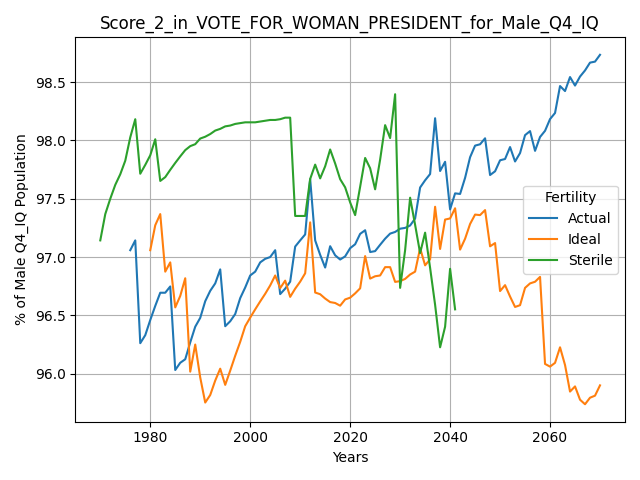 Score_2_in_VOTE_FOR_WOMAN_PRESIDENT_for_Male_Q4_IQ
% of Male Q4_IQ Population
98.5
98.0
97.5
97.0
96.5
96.0
Fertility
Actual
Ideal
Sterile
1980
2000
2020
2040
2060
Years